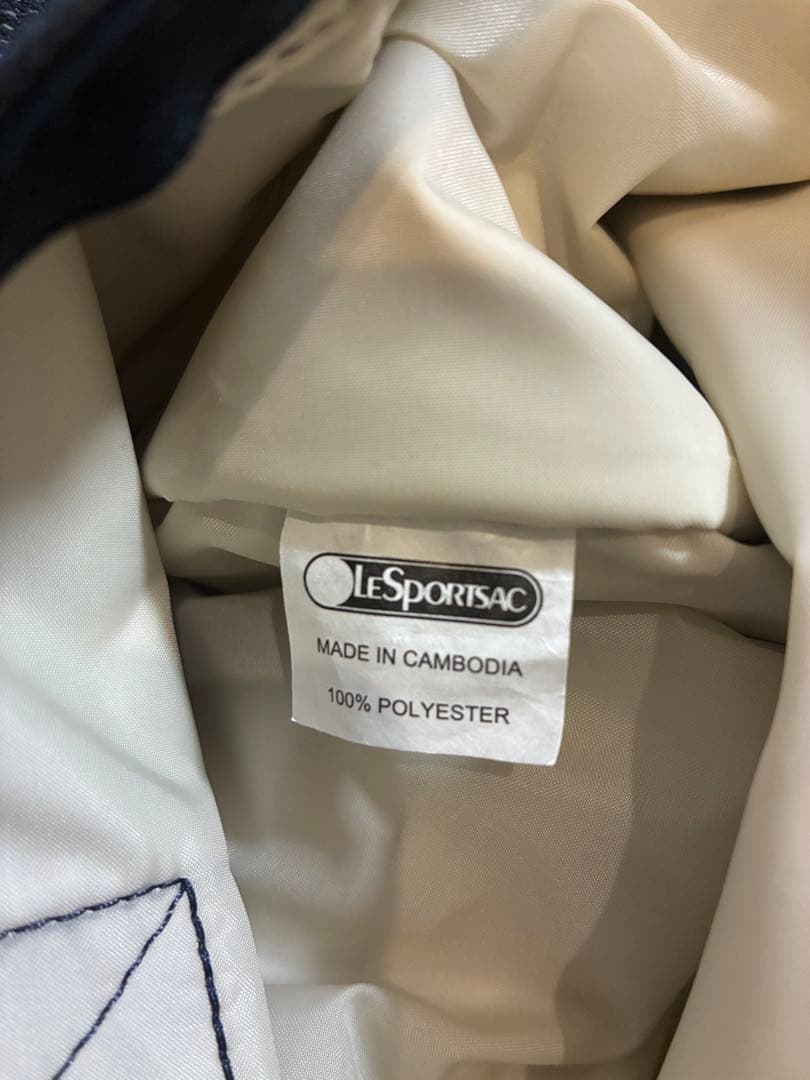 LESPORTSAC
MADE IN CAMBODIA
100% POLYESTER